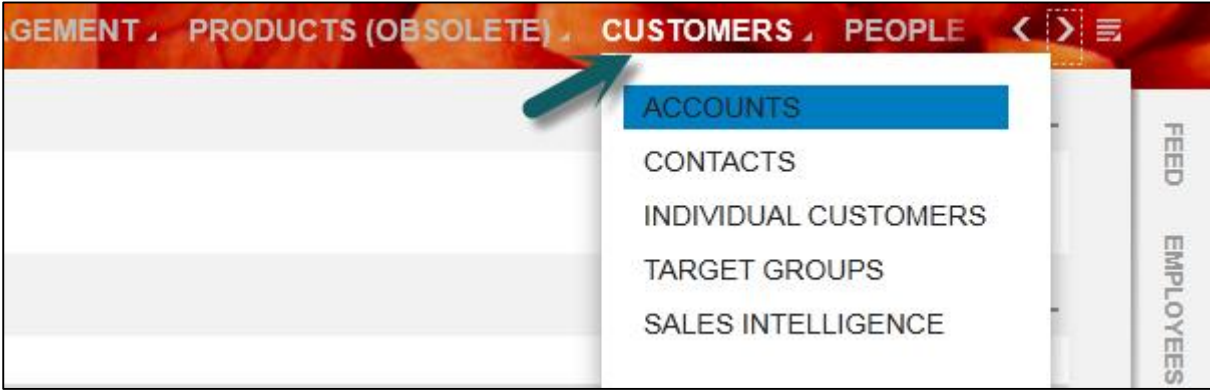 GEMENT PRODUCTS (OBSOLETE) CUSTOMERS PEOPLE
ACCOUNTS
CONTACTS
INDIVIDUAL CUSTOMERS
TARGET GROUPS
SALES INTELLIGENCE
FEED
EMPLOYEES